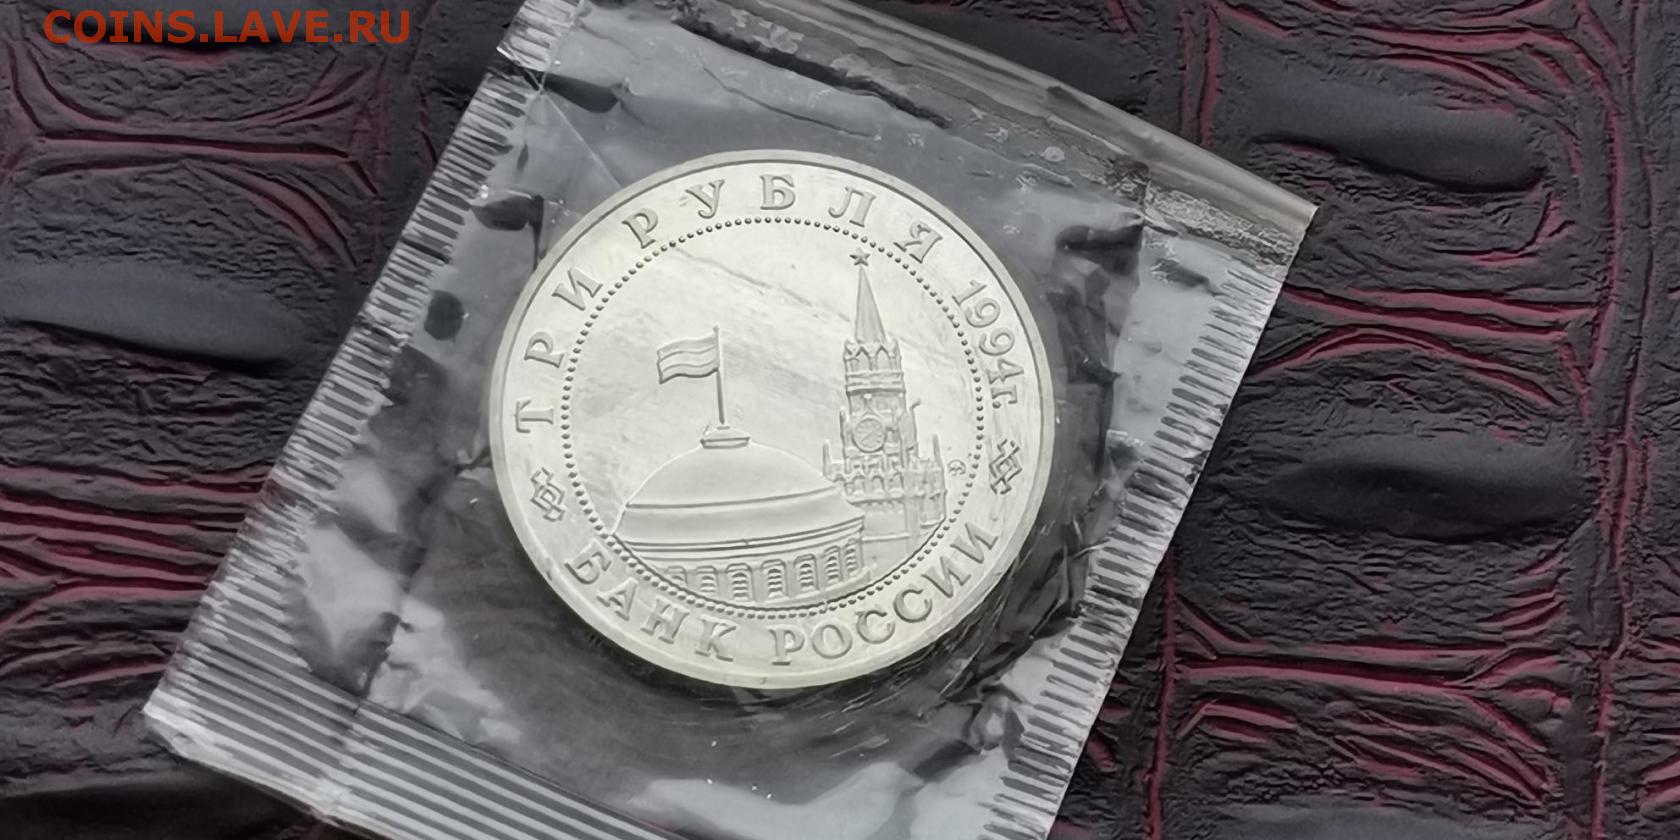 COINS.LAVE.RU
ТРИ РУБЛЯ 1994г.
БАНК РОССИИ